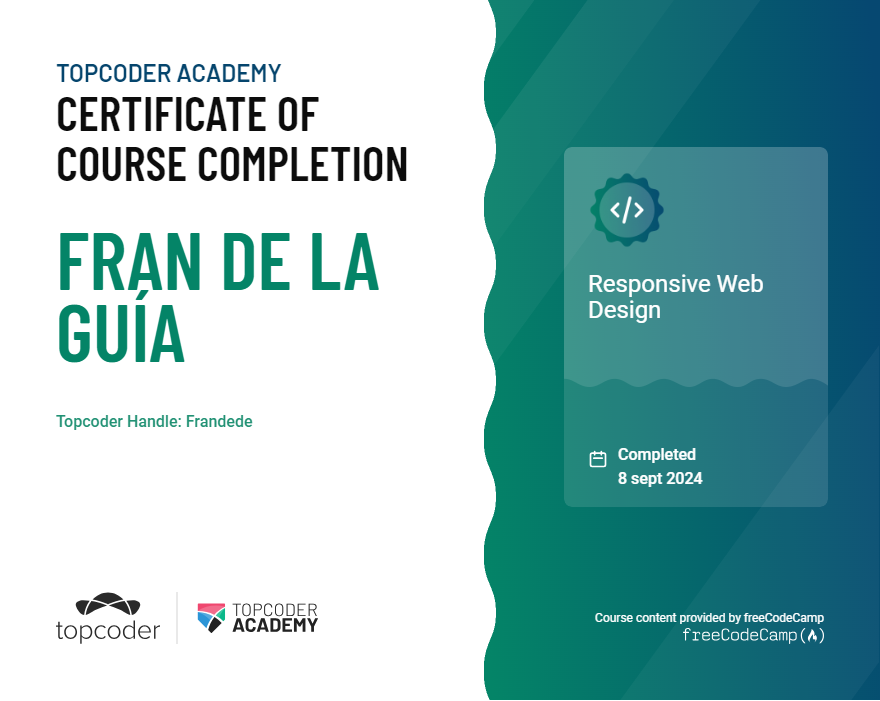 TOPCODER ACADEMY
CERTIFICATE OF
COURSE COMPLETION
FRAN DE LA
GUÍA
Topcoder Handle: Frandede
topcoder
TOPCODER
ACADEMY
</>
Responsive Web
Design
Completed
8 sept 2024
Course content provided by freeCodeCamp
freeCodeCamp(🔥)